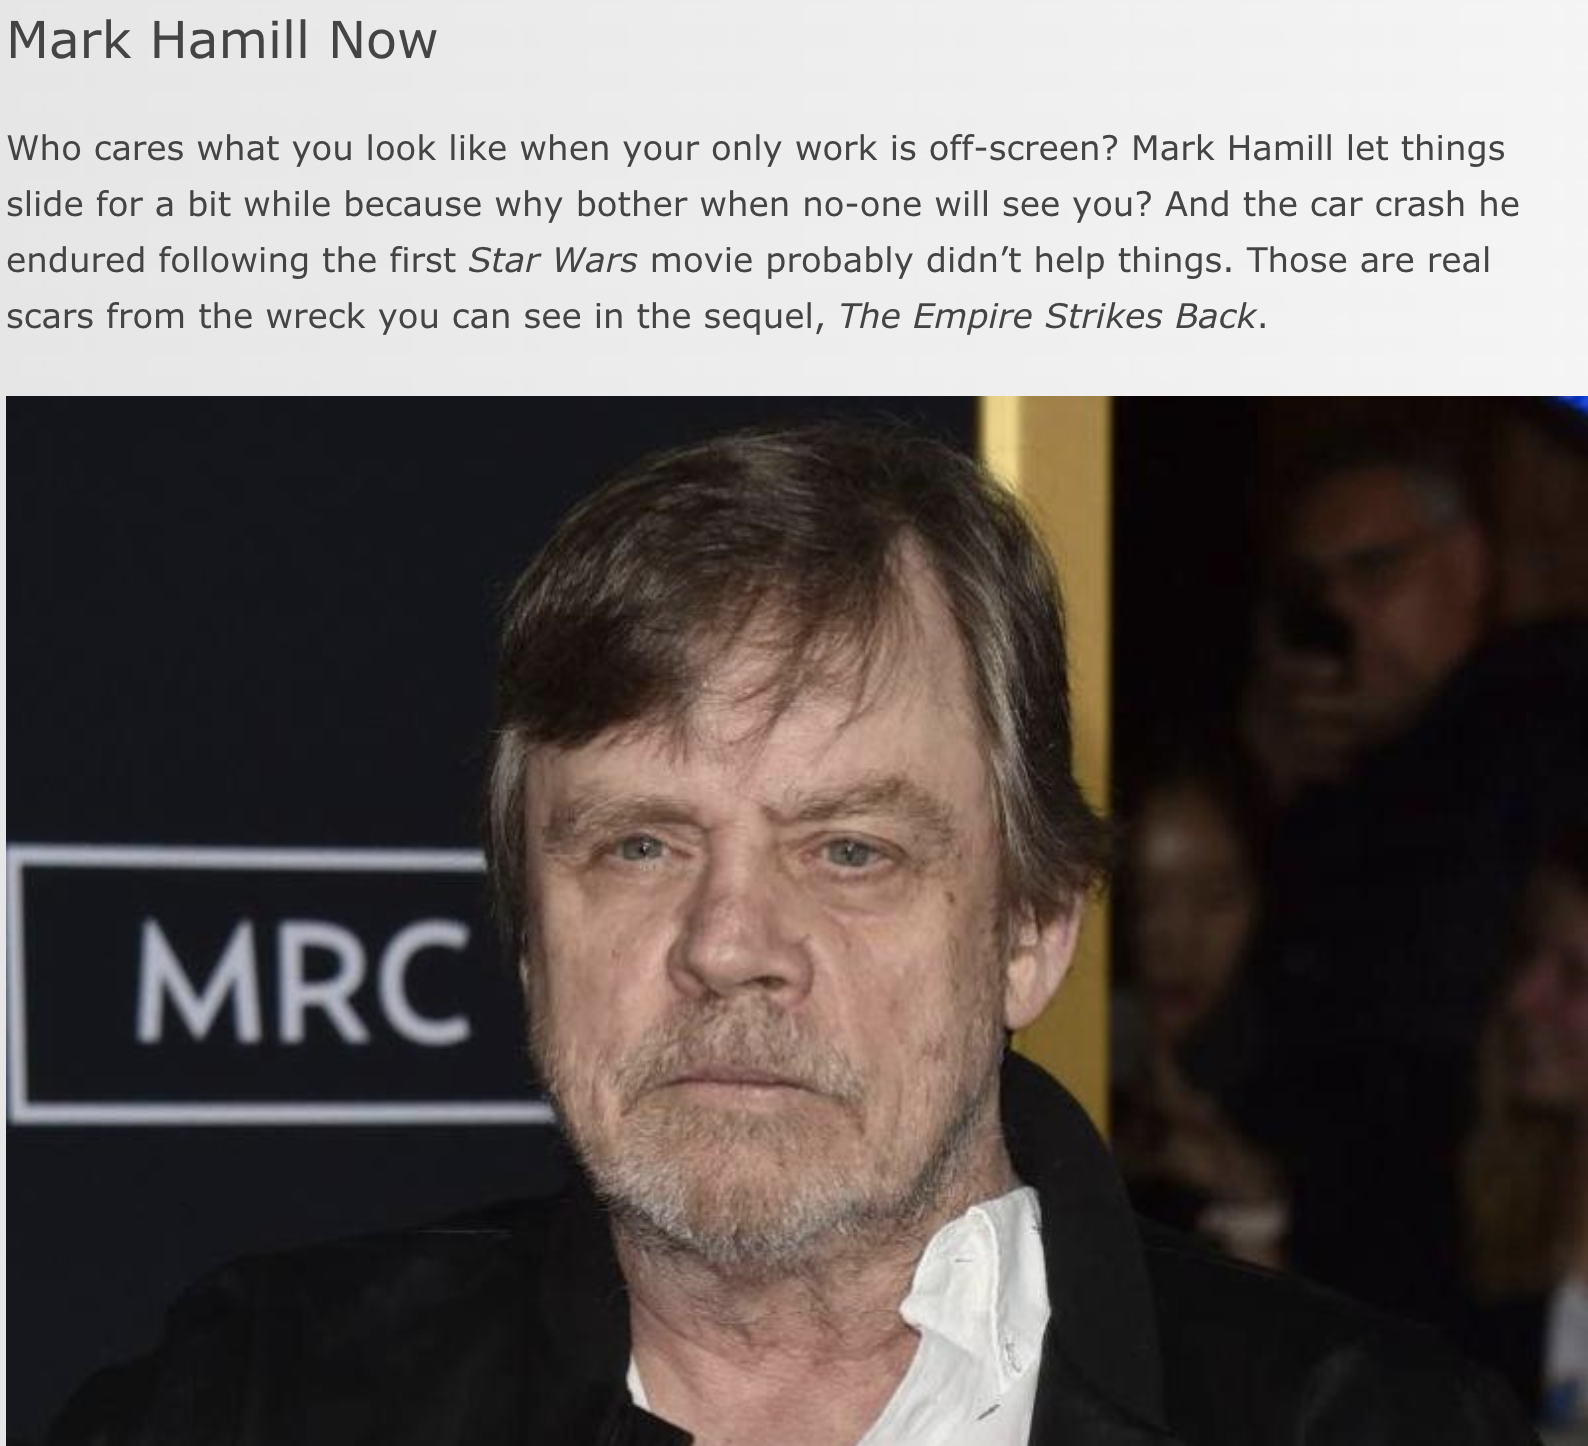 Mark Hamill Now
Who cares what you look like when your only work is off-screen? Mark Hamill let things
slide for a bit while because why bother when no-one will see you? And the car crash he
endured following the first Star Wars movie probably didn’t help things. Those are real
scars from the wreck you can see in the sequel, The Empire Strikes Back.
MRC